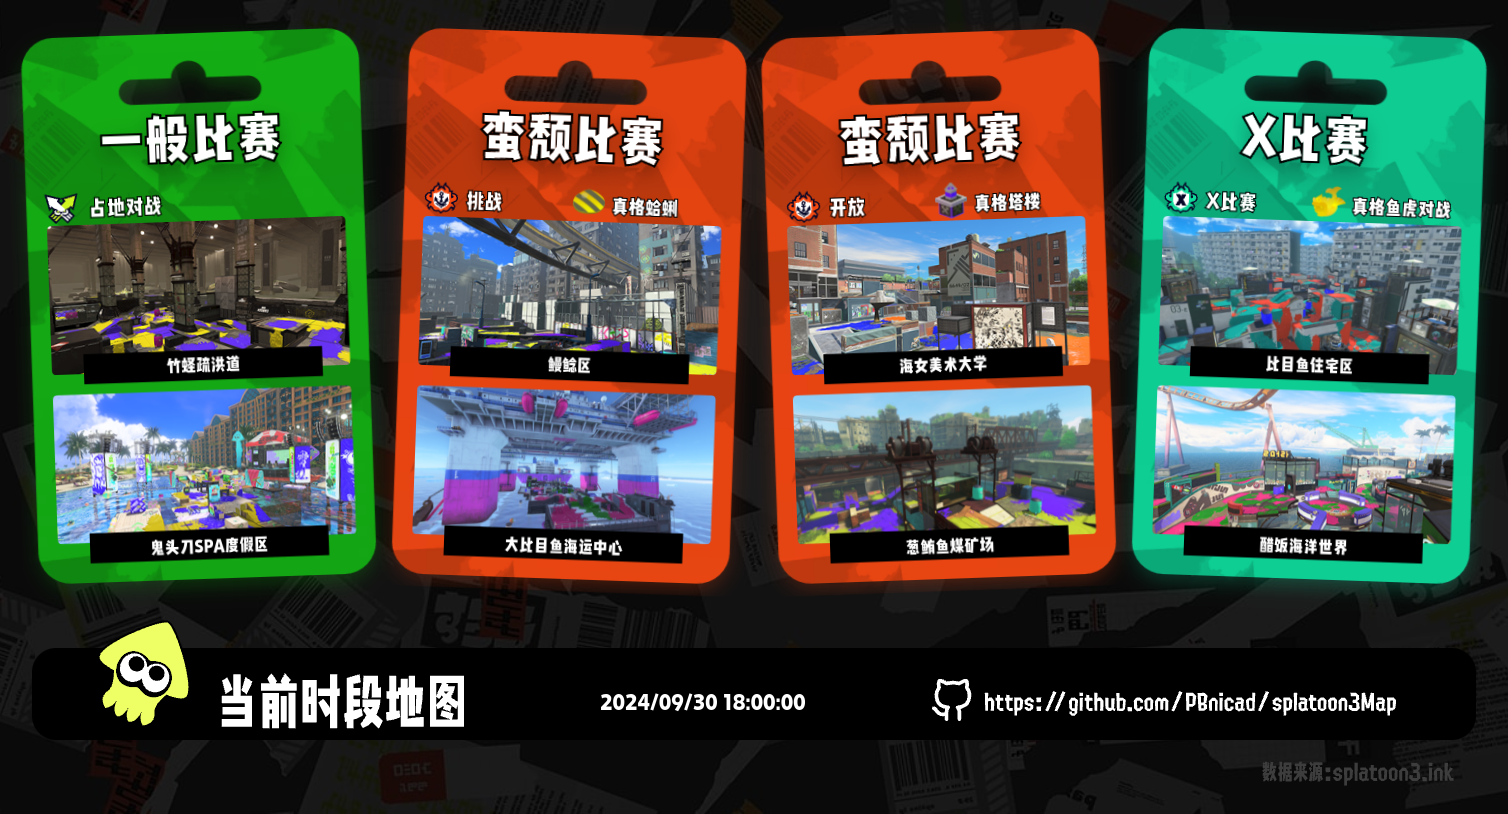 一般比赛
占地对战
竹蛏疏洪道
鬼头刀SPA度假区
蛮颓比赛
挑战
真格蛤蜊
鳗鲶区
大比目鱼海运中心
蛮颓比赛
开放
真格塔楼
海女美术大学
葱鲔鱼煤矿场
X比赛
X比赛
真格鱼虎对战
比目鱼住宅区
醋饭海洋世界
当前时段地图
2024/09/30 18:00:00
https://github.com/PBnicad/splatoon3Map
数据来源:splatoon3.ink